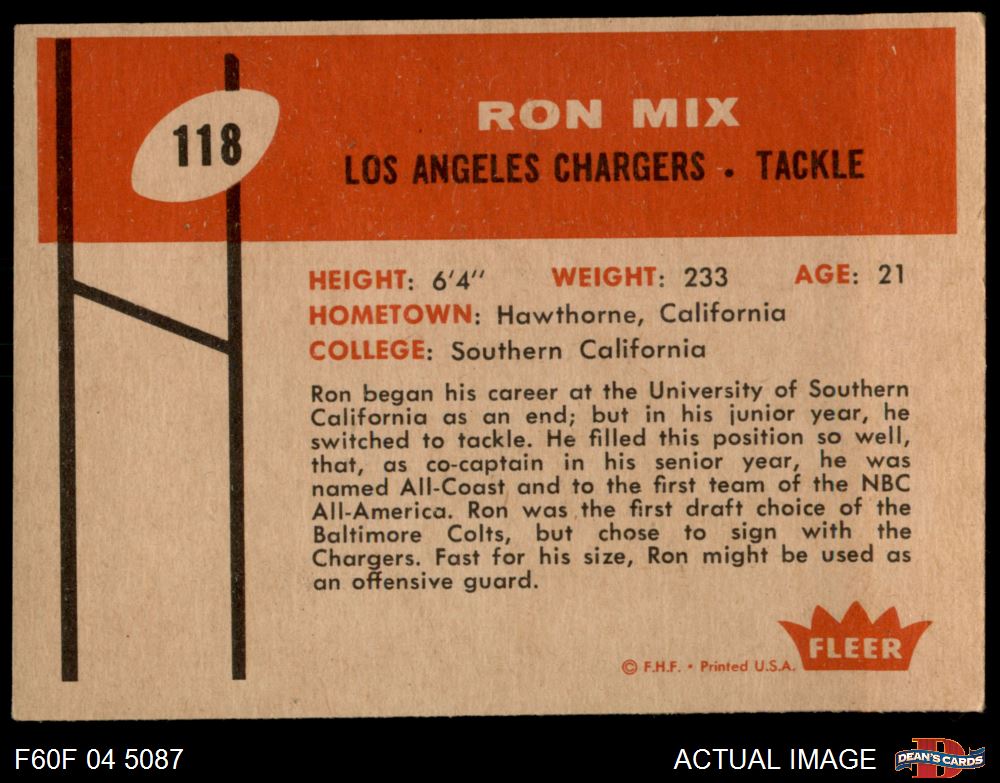 118
RON MIX
LOS ANGELES CHARGERS . TACKLE
HEIGHT: 6'4" WEIGHT: 233 AGE: 21
HOMETOWN: Hawthorne, California
COLLEGE: Southern California
Ron began his career at the University of Southern
California as an end; but in his junior year, he
switched to tackle. He filled this position so well,
that, as co-captain in his senior year, he was
named All-Coast and to the first team of the NBC
All-America. Ron was the first draft choice of the
Baltimore Colts, but chose to sign with the
Chargers. Fast for his size, Ron might be used as
an offensive guard.
FLEER
© F.H.F. • Printed U.S.A.
F60F 04 5087
ACTUAL IMAGE
D
DEAN'S CARDS